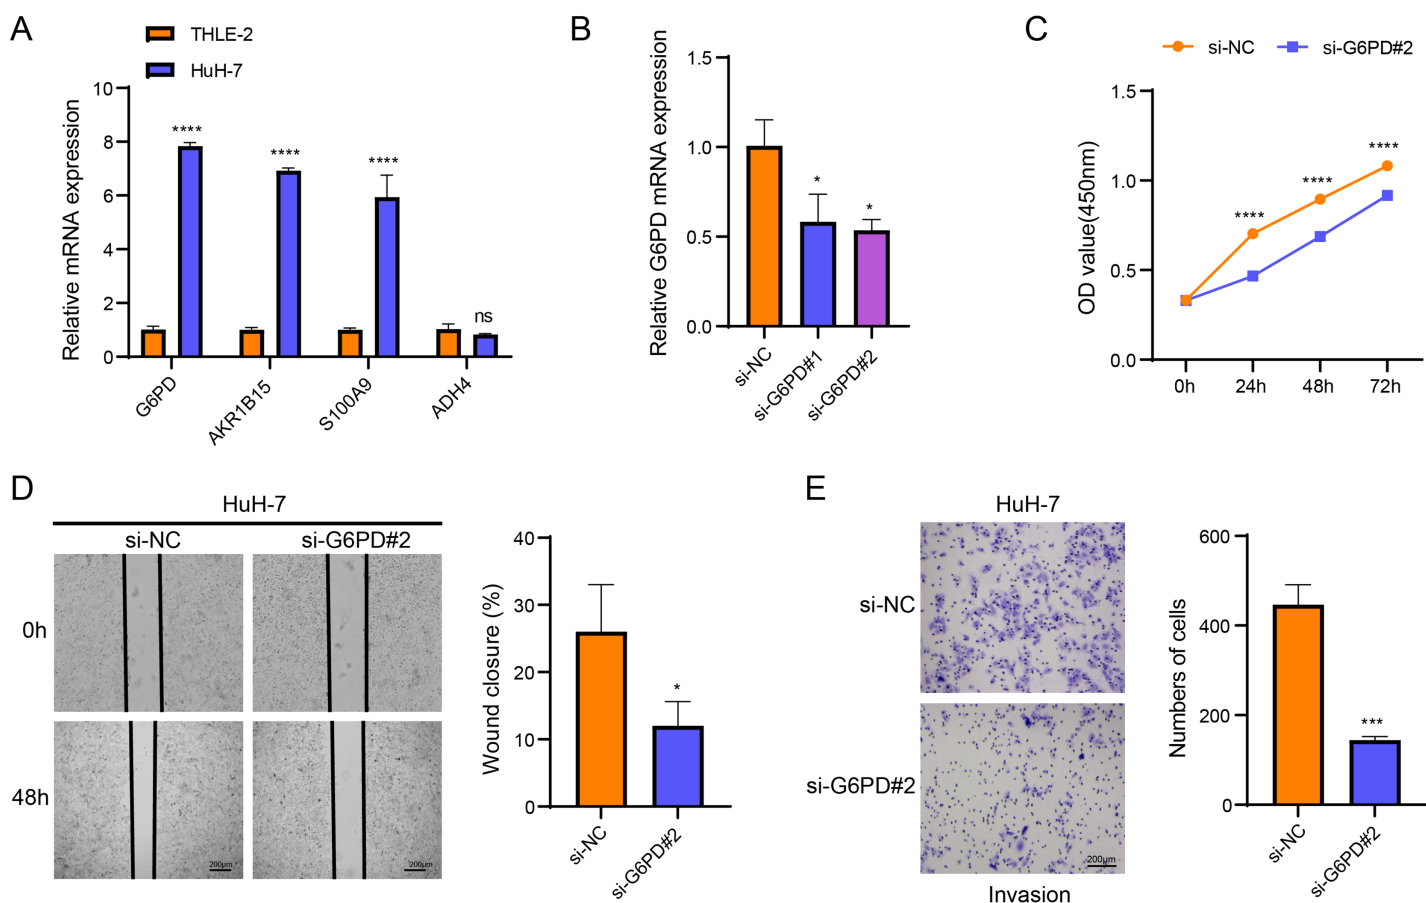 A
THLE-2
HuH-7
Relative mRNA expression
10
8
6
4
2
0
****
****
****
ns
G6PD
AKR1B15
S100A9
ADH4
B
Relative G6PD mRNA expression
1.5
1.0
0.5
0.0
*
*
si-NC
si-G6PD#1
si-G6PD#2
C
si-NC
si-G6PD#2
OD value(450nm)
1.5
1.0
0.5
0.0
****
****
****
0h
24h
48h
72h
D
HuH-7
si-NC
si-G6PD#2
0h
48h
200μm
200μm
Wound closure (%)
40
30
20
10
0
*
si-NC
si-G6PD#2
E
HuH-7
si-NC
si-G6PD#2
200μm
Invasion
Numbers of cells
600
400
200
0
***
si-NC
si-G6PD#2